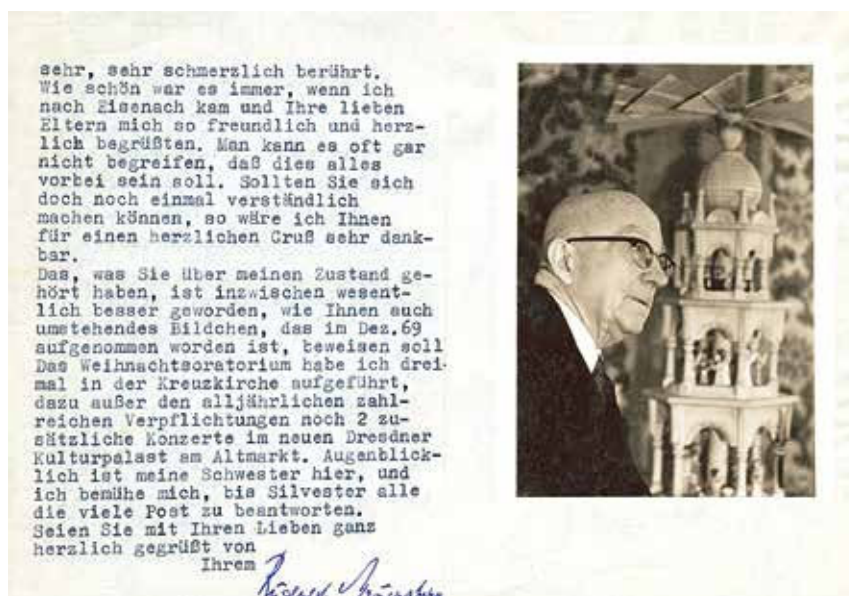 sehr, sehr schmerzlich berührt.
Wie schön war es immer, wenn ich
nach Eisenach kam und Ihre lieben
Eltern mich so freundlich und herz-
lich begrüßten. Man kann es oft gar
nicht begreifen, daß dies alles
vorbei sein soll. Sollten Sie sich
doch noch einmal verständlich
machen können, so wäre ich Ihnen
für einen herzlichen Gruß sehr dank-
bar.
Das, was Sie über meinen Zustand ge-
hört haben, ist inzwischen wesent-
lich besser geworden, wie Ihnen auch
umstehendes Bildchen, das im Dez.69
aufgenommen worden ist, beweisen soll
Das Weihnachtsoratorium habe ich drei-
mal in der Kreuzkirche aufgeführt,
dazu außer den alljährlichen zahl-
reichen Verpflichtungen noch 2 zu-
sätzliche Konzerte im neuen Dresdner
Kulturpalast am Altmarkt. Augenblick-
lich ist meine Schwester hier, und
ich bemühe mich, bis Silvester alle
die viele Post zu beantworten.
Seien Sie mit Ihren Lieben ganz
herzlich gegrüßt von
Ihrem
Rudolf